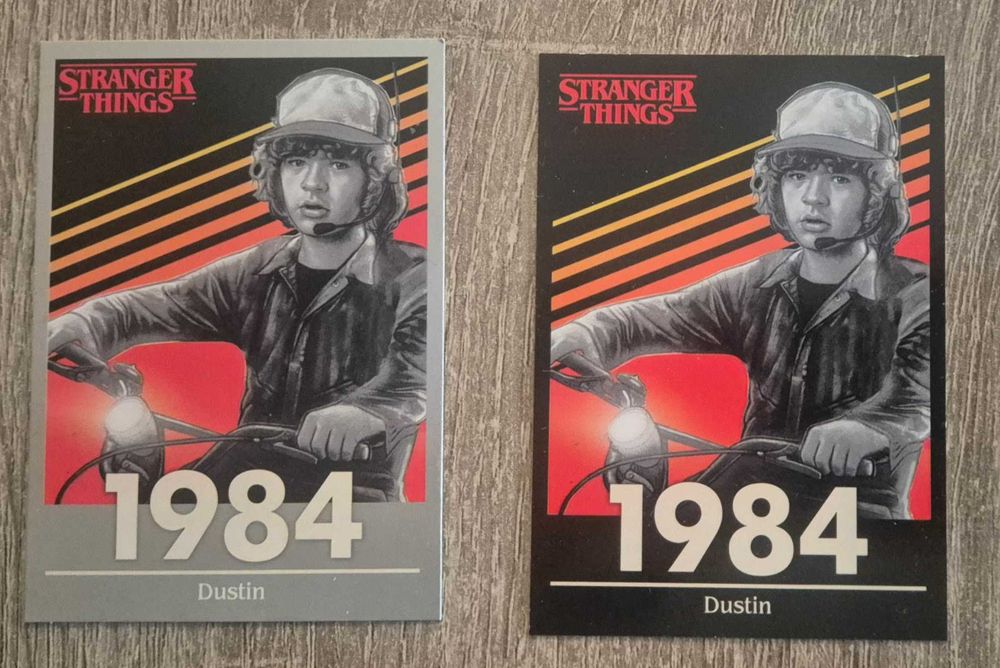 STRANGER
THINGS
1984
Dustin
STRANGER
THINGS
1984
Dustin